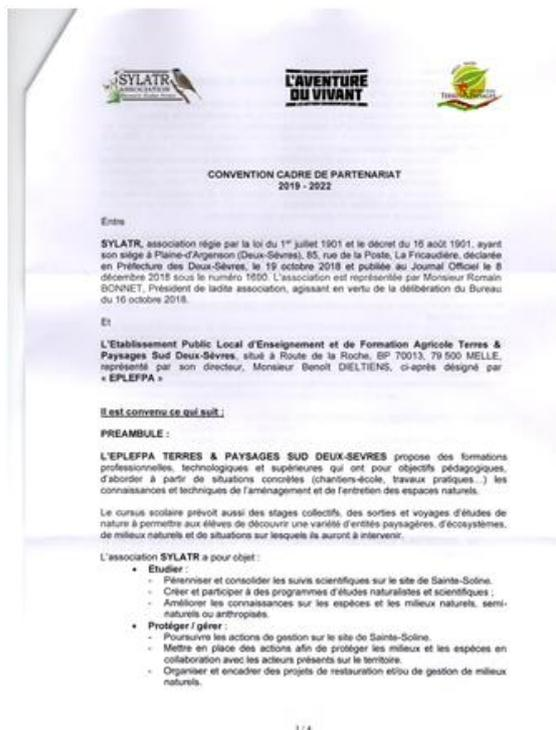 SYLATR
ASSOCIATION
L'AVENTURE
DU VIVANT
CONVENTION CADRE DE PARTENARIAT
2019 - 2022
Entre
SYLATR, association régie par la loi du 1er juillet 1901 et le décret du 16 août 1901, ayant
son siège à Plaine-d'Argenson (Deux-Sèvres), 85, rue de la Poste, La Fricaudière, déclarée
en Préfecture des Deux-Sèvres, le 19 octobre 2018 et publiée au Journal Officiel le 8
décembre 2018 sous le numéro 1600. L'association est représentée par Monsieur Romain
BONNET, Président de ladite association, agissant en vertu de la délibération du Bureau
du 16 octobre 2018.
Et
L'Etablissement Public Local d'Enseignement et de Formation Agricole Terres &
Paysages Sud Deux-Sèvres, situé à Route de la Roche, BP 70013, 79 500 MELLE,
représenté par son directeur, Monsieur Benoît DIELTIENS, ci-après désigné par
« EPLEFPA »
Il est convenu ce qui suit :
PREAMBULE :
L'EPLEFPA TERRES & PAYSAGES SUD DEUX-SEVRES propose des formations
professionnelles, technologiques et supérieures qui ont pour objectifs pédagogiques,
d'aborder à partir de situations concrètes (chantiers-école, travaux pratiques...) les
connaissances et techniques de l'aménagement et de l'entretien des espaces naturels.
Le cursus scolaire prévoit aussi des stages collectifs, des sorties et voyages d'études de
nature à permettre aux élèves de découvrir une variété d'entités paysagères, d'écosystèmes,
de milieux naturels et de situations sur lesquels ils auront à intervenir.
L'association SYLATR a pour objet :
• Etudier :
- Pérenniser et consolider les suivis scientifiques sur le site de Sainte-Soline.
- Créer et participer à des programmes d'études naturalistes et scientifiques ;
- Améliorer les connaissances sur les espèces et les milieux naturels, semi-
naturels ou anthropisés.
• Protéger / gérer :
- Poursuivre les actions de gestion sur le site de Sainte-Soline.
- Mettre en place des actions afin de protéger les milieux et les espèces en
collaboration avec les acteurs présents sur le territoire.
- Organiser et encadrer des projets de restauration et/ou de gestion de milieux
naturels.
1 / 4